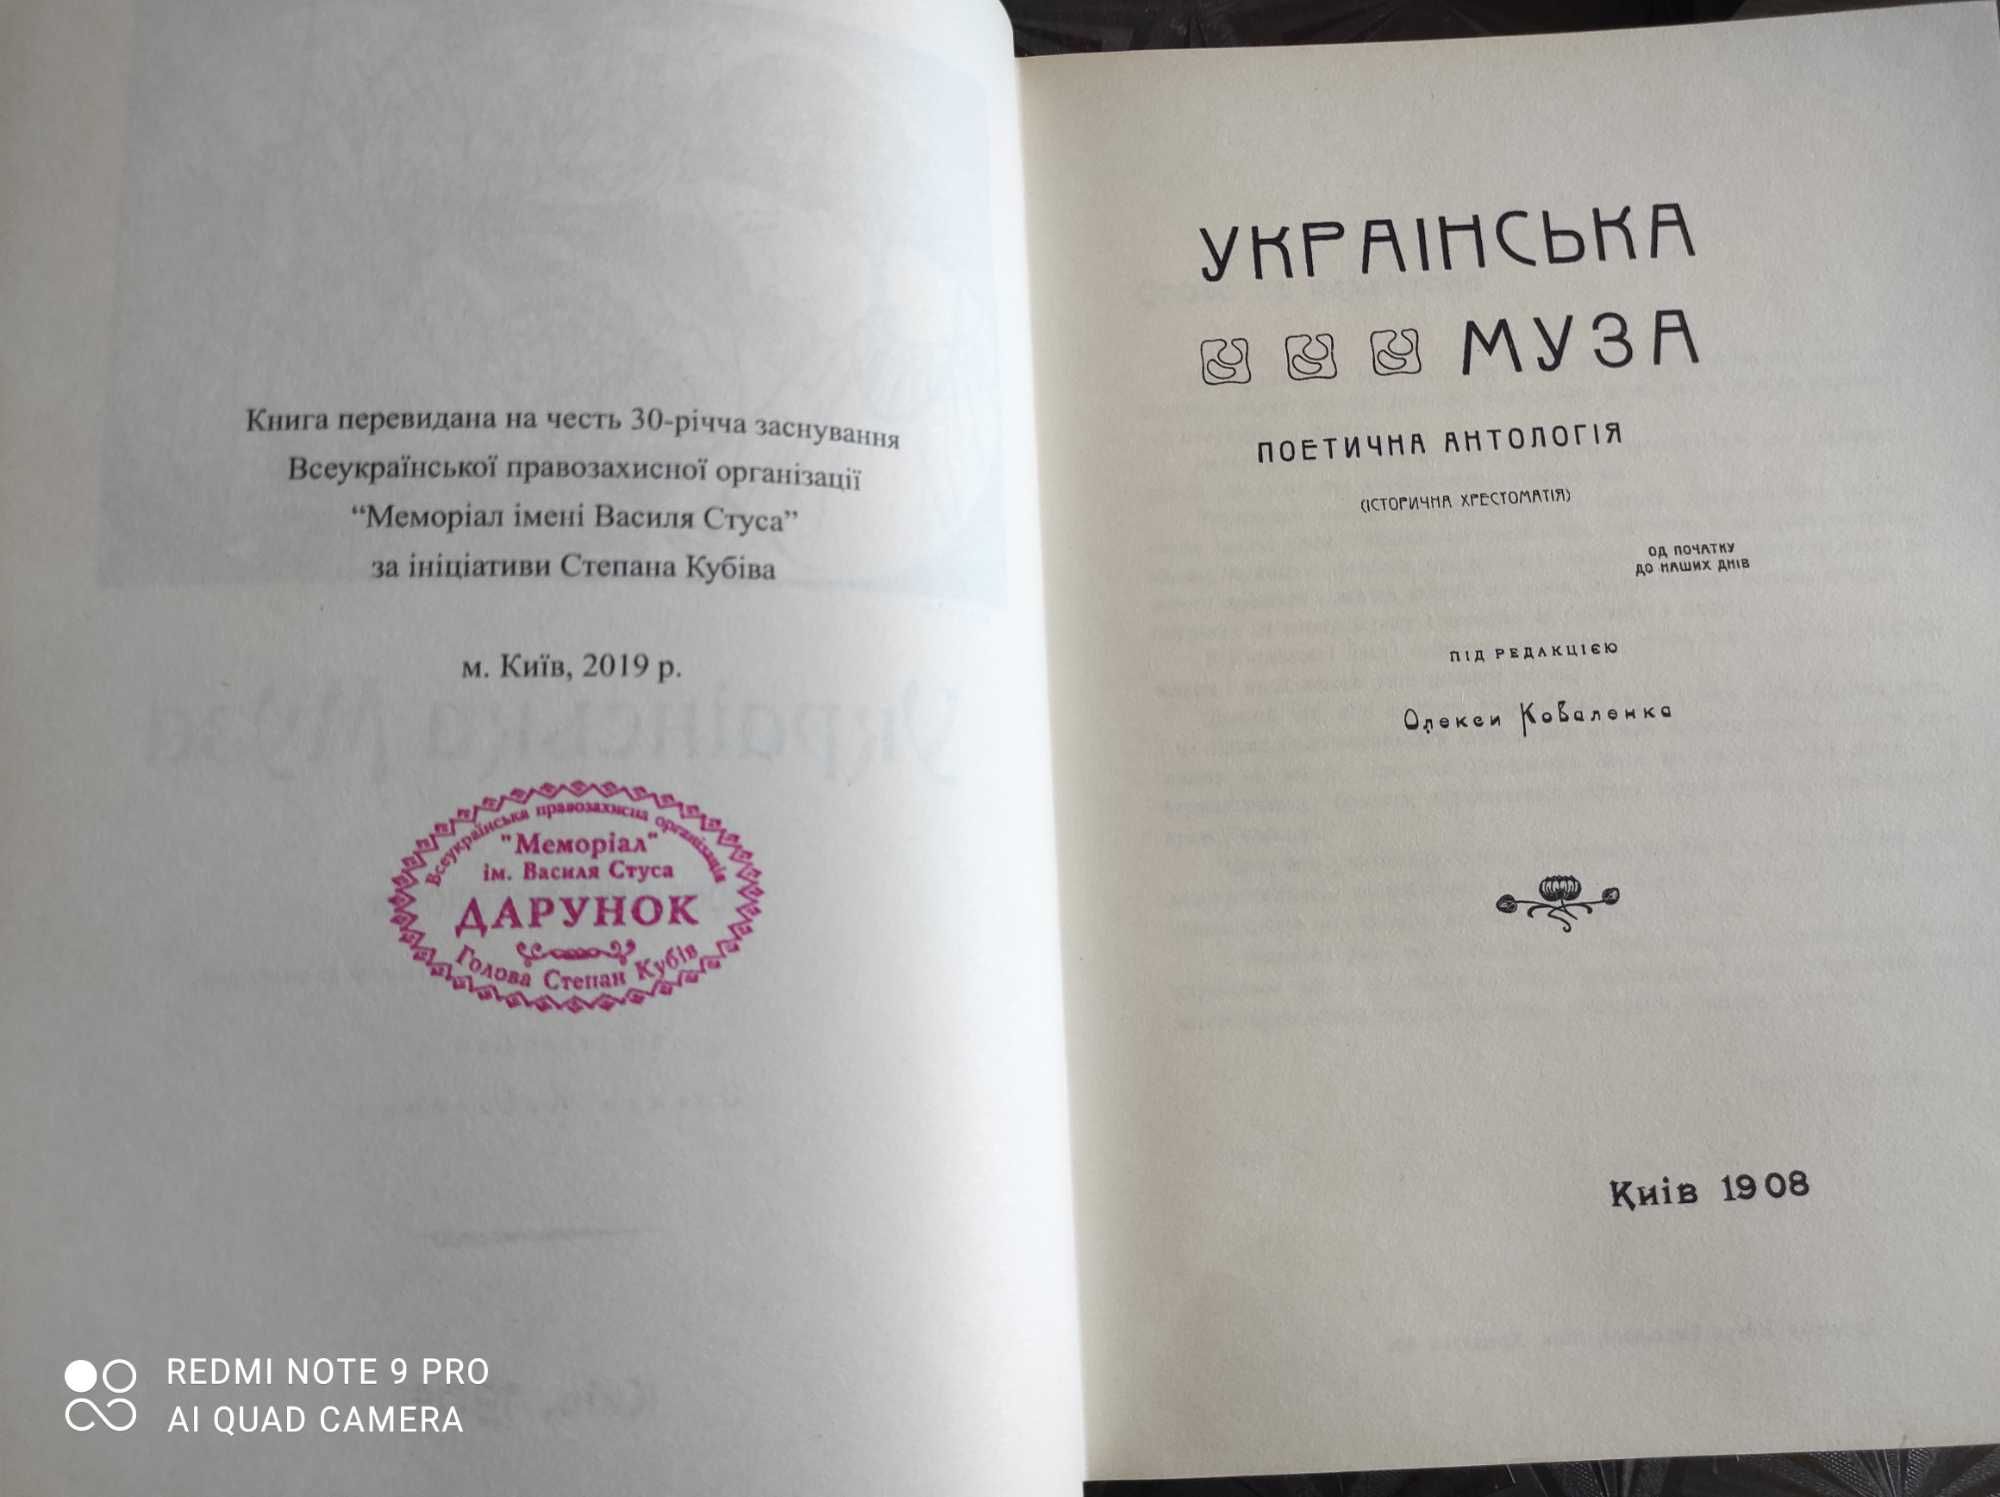 Книга перевидана на честь 30-річча заснування
Всеукраїнської правозахисної організації
“Меморіал імені Василя Стуса”
за ініціативи Степана Кубіва
м. Київ, 2019 р.
Всеукраїнська правозахисна організація
"Меморіал"
ім. Василя Стуса
ДАРУНОК
Голова Степан Кубів
УКРАІНСЬКА
МУЗА
ПОЕТИЧНА АНТОЛОГІЯ
(ІСТОРИЧНА ХРЕСТОМАТІЯ)
ОД ПОЧАТКУ
ДО НАШИХ ДНІВ
ПІД РЕДАКЦІЄЮ
Олекси Коваленка
Київ 1908
REDMI NOTE 9 PRO
AI QUAD CAMERA